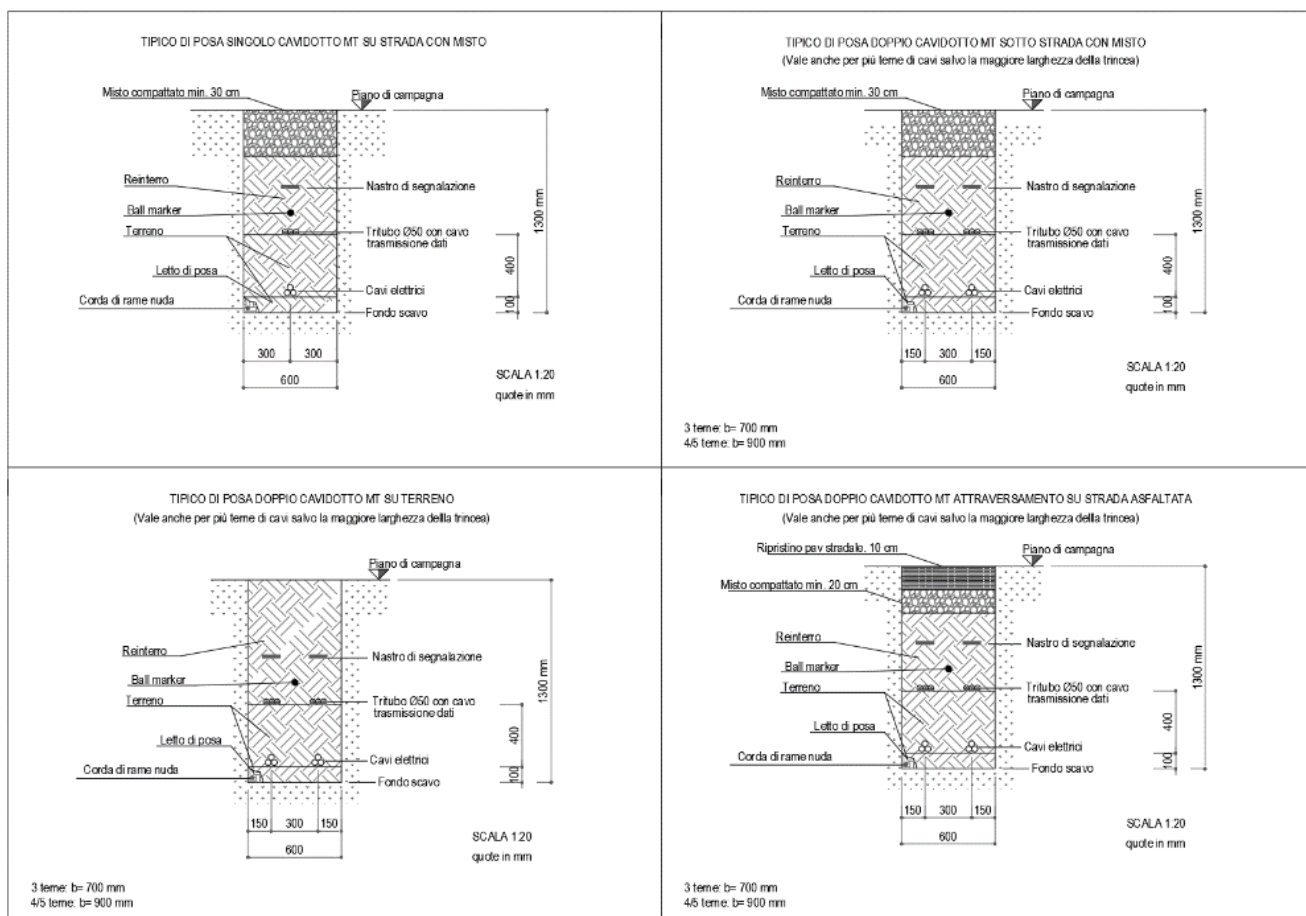 TIPICO DI POSA SINGOLO CAVIDOTTO MT SU STRADA CON MISTO
Misto compattato min. 30 cm
Piano di campagna
Reinterro
Nastro di segnalazione
Ball marker
Terreno
Tritubo Ø50 con cavo
trasmissione dati
Letto di posa
Cavi elettrici
Corda di rame nuda
Fondo scavo
1300 mm
400
100
300
300
600
SCALA 1:20
quote in mm
TIPICO DI POSA DOPPIO CAVIDOTTO MT SOTTO STRADA CON MISTO
(Vale anche per più terne di cavi salvo la maggiore larghezza della trincea)
Misto compattato min. 30 cm
Piano di campagna
Reinterro
Nastro di segnalazione
Ball marker
Terreno
Tritubo Ø50 con cavo
trasmissione dati
Letto di posa
Cavi elettrici
Corda di rame nuda
Fondo scavo
1300 mm
400
100
150
300
150
600
SCALA 1:20
quote in mm
3 terne: b= 700 mm
4/5 terne: b= 900 mm
TIPICO DI POSA DOPPIO CAVIDOTTO MT SU TERRENO
(Vale anche per più terne di cavi salvo la maggiore larghezza della trincea)
Piano di campagna
Reinterro
Nastro di segnalazione
Ball marker
Terreno
Tritubo Ø50 con cavo
trasmissione dati
Letto di posa
Cavi elettrici
Corda di rame nuda
Fondo scavo
1300 mm
400
100
150
300
150
600
SCALA 1:20
quote in mm
3 terne: b= 700 mm
4/5 terne: b= 900 mm
TIPICO DI POSA DOPPIO CAVIDOTTO MT ATTRAVERSAMENTO SU STRADA ASFALTATA
(Vale anche per più terne di cavi salvo la maggiore larghezza della trincea)
Ripristino pav stradale. 10 cm
Piano di campagna
Misto compattato min. 20 cm
Reinterro
Nastro di segnalazione
Ball marker
Terreno
Tritubo Ø50 con cavo
trasmissione dati
Letto di posa
Cavi elettrici
Corda di rame nuda
Fondo scavo
1300 mm
400
100
150
300
150
600
SCALA 1:20
quote in mm
3 terne: b= 700 mm
4/5 terne: b= 900 mm